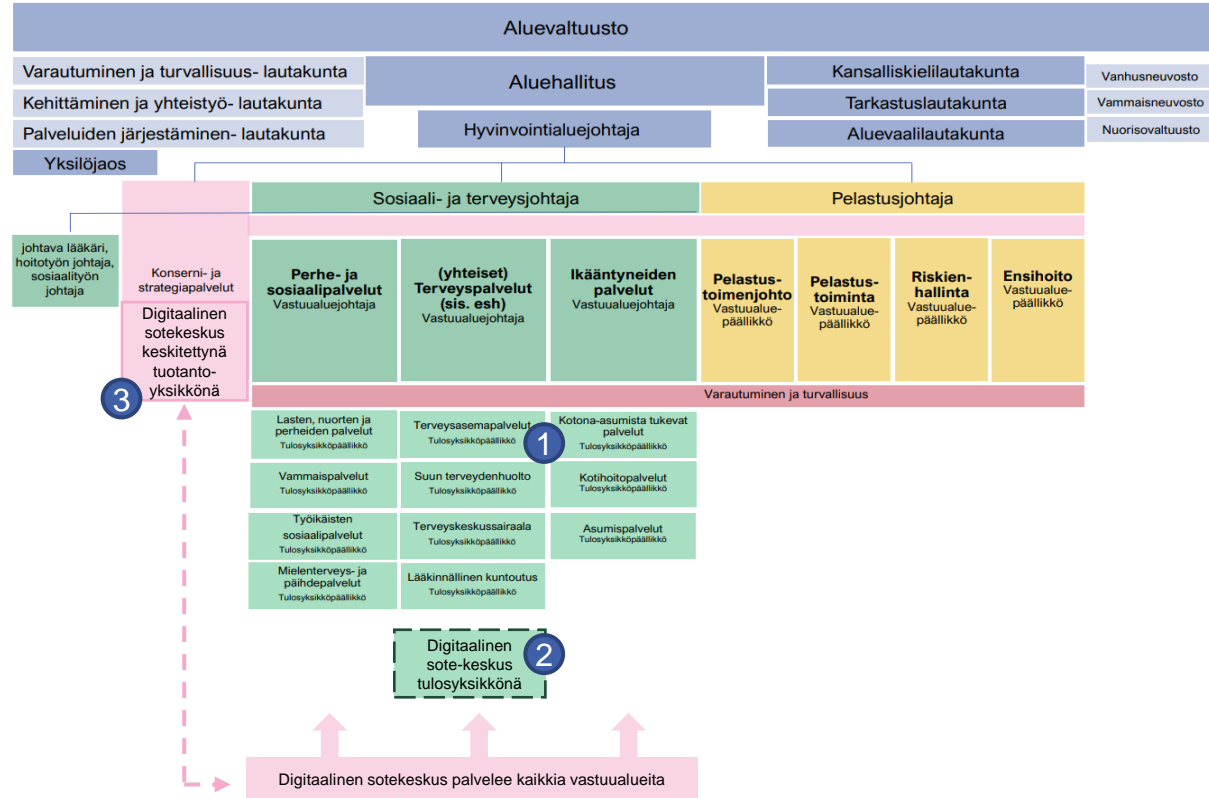 Aluevaltuusto
Varautuminen ja turvallisuus- lautakunta
Kehittäminen ja yhteistyö- lautakunta
Palveluiden järjestäminen- lautakunta
Yksilöjaos
Aluehallitus
Hyvinvointialuejohtaja
Kansalliskielilautakunta
Tarkastuslautakunta
Aluevaalilautakunta
Vanhusneuvosto
Vammaisneuvosto
Nuorisovaltuusto
Sosiaali- ja terveysjohtaja
Pelastusjohtaja
johtava lääkäri,
hoitotyön johtaja,
sosiaalityön
johtaja
Konserni- ja
strategiapalvelut
Digitaalinen
sotekeskus
keskitettynä
tuotanto-
yksikkönä
3
Perhe- ja
sosiaalipalvelut
Vastuualuejohtaja
(yhteiset)
Terveyspalvelut
(sis. esh)
Vastuualuejohtaja
Ikääntyneiden
palvelut
Vastuualuejohtaja
Pelastus-
toimenjohto
Vastuualue-
päällikkö
Pelastus-
toiminta
Vastuualue-
päällikkö
Riskien-
hallinta
Vastuualue-
päällikkö
Ensihoito
Vastuualue-
päällikkö
Varautuminen ja turvallisuus
Lasten, nuorten ja
perheiden palvelut
Tulosyksikköpäällikkö
Vammaispalvelut
Tulosyksikköpäällikkö
Työikäisten
sosiaalipalvelut
Tulosyksikköpäällikkö
Mielenterveys- ja
päihdepalvelut
Tulosyksikköpäällikkö
Terveysasemapalvelut
Tulosyksikköpäällikkö
1
Suun terveydenhuolto
Tulosyksikköpäällikkö
Terveyskeskussairaala
Tulosyksikköpäällikkö
Lääkinnällinen kuntoutus
Tulosyksikköpäällikkö
Kotona-asumista tukevat
palvelut
Tulosyksikköpäällikkö
Kotihoitopalvelut
Tulosyksikköpäällikkö
Asumispalvelut
Tulosyksikköpäällikkö
Digitaalinen
sote-keskus
tulosyksikkönä
2
Digitaalinen sotekeskus palvelee kaikkia vastuualueita